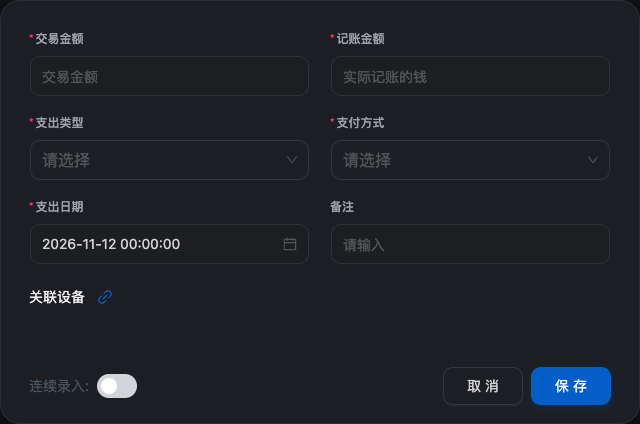 *交易金额
*记账金额
交易金额
实际记账的钱
*支出类型
*支付方式
请选择
请选择
*支出日期
备注
2026-11-12 00:00:00
请输入
关联设备
连续录入:
取 消
保 存